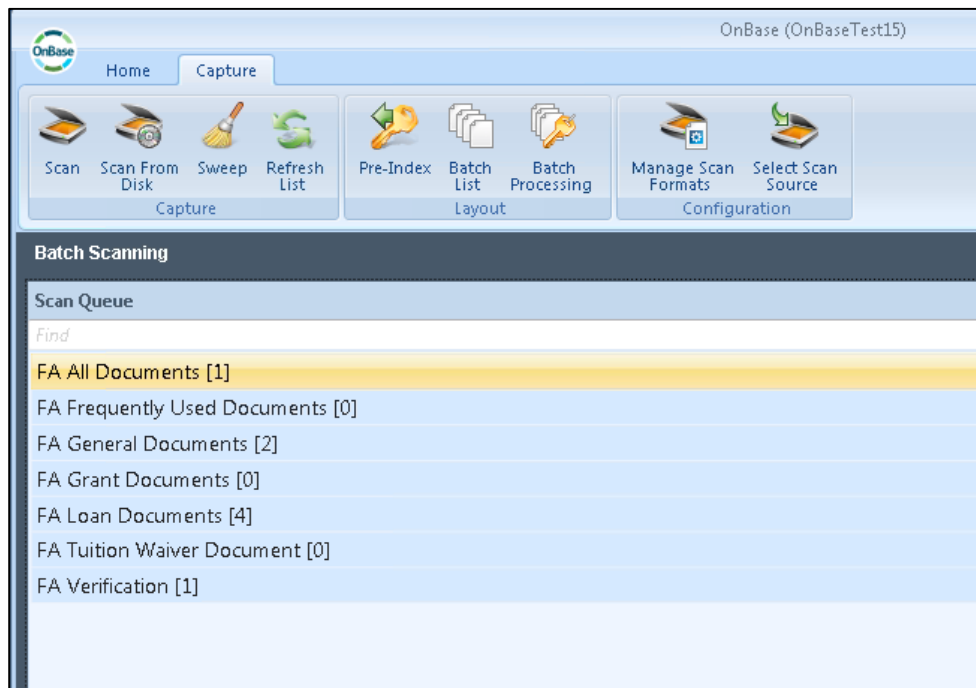 OnBase (OnBaseTest15)
OnBase
Home Capture
Scan Scan From Disk Sweep Refresh List Pre-Index Batch List Batch Processing Manage Scan Formats Select Scan Source
Capture Layout Configuration
Batch Scanning
Scan Queue
Find
FA All Documents [1]
FA Frequently Used Documents [0]
FA General Documents [2]
FA Grant Documents [0]
FA Loan Documents [4]
FA Tuition Waiver Document [0]
FA Verification [1]